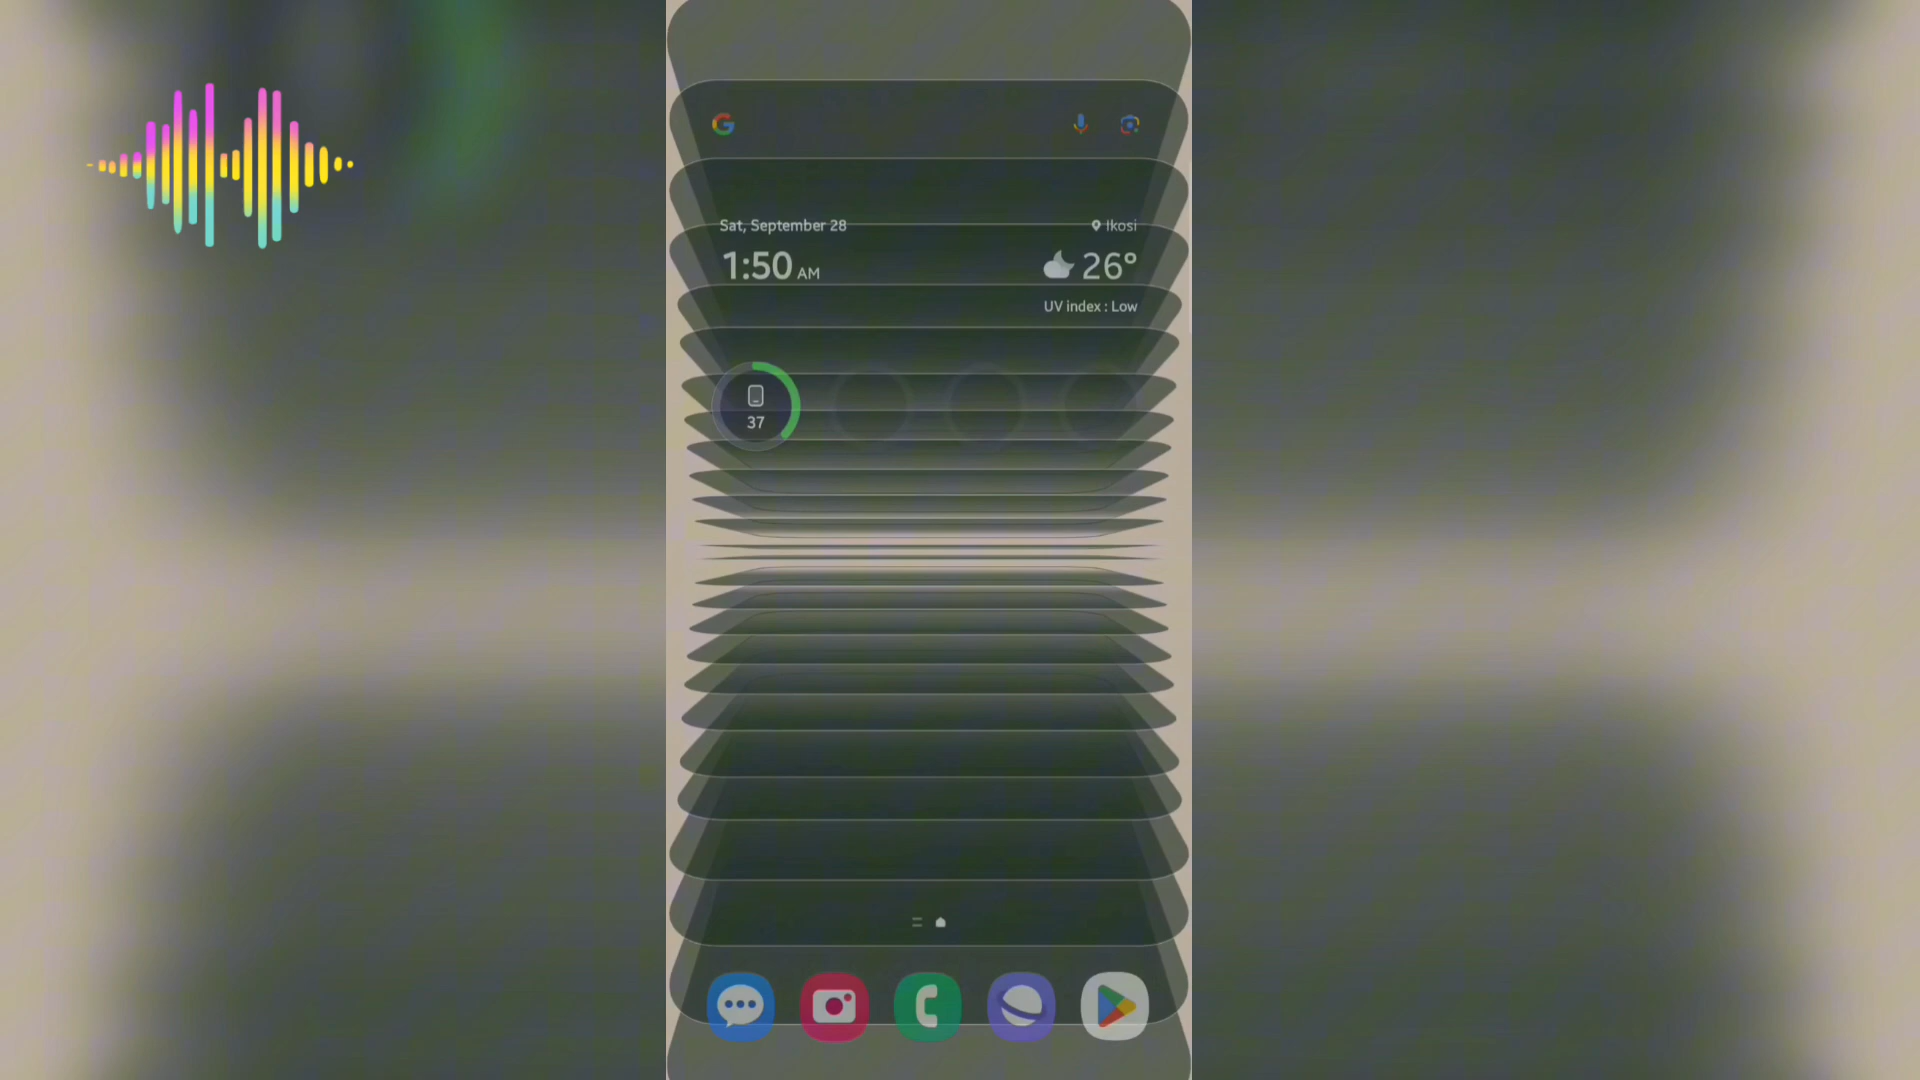 Sat, September 28
Ikosi
1:50 AM
26°
UV index : Low
37